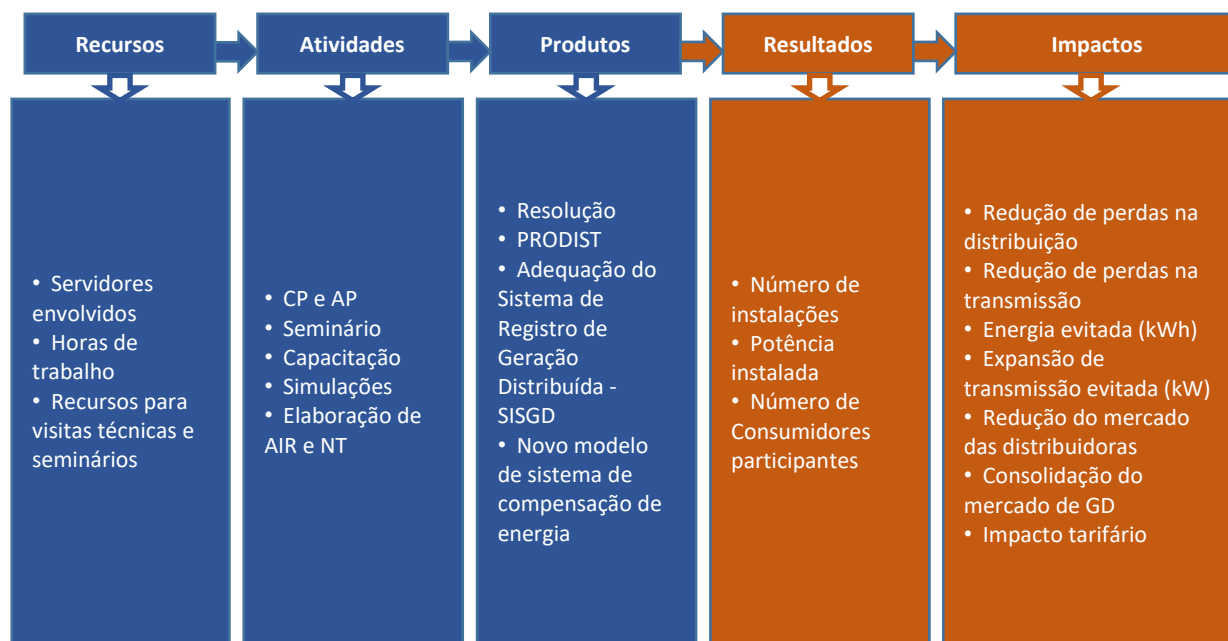 Recursos
Atividades
Produtos
Resultados
Impactos
• Servidores
envolvidos
• Horas de
trabalho
• Recursos para
visitas técnicas e
seminários
• CP e AP
• Seminário
• Capacitação
• Simulações
• Elaboração de
AIR e NT
• Resolução
• PRODIST
• Adequação do
Sistema de
Registro de
Geração
Distribuída -
SISGD
• Novo modelo
de sistema de
compensação de
energia
• Número de
instalações
• Potência
instalada
• Número de
Consumidores
participantes
• Redução de perdas na
distribuição
• Redução de perdas na
transmissão
• Energia evitada (kWh)
• Expansão de
transmissão evitada (kW)
• Redução do mercado
das distribuidoras
• Consolidação do
mercado de GD
• Impacto tarifário